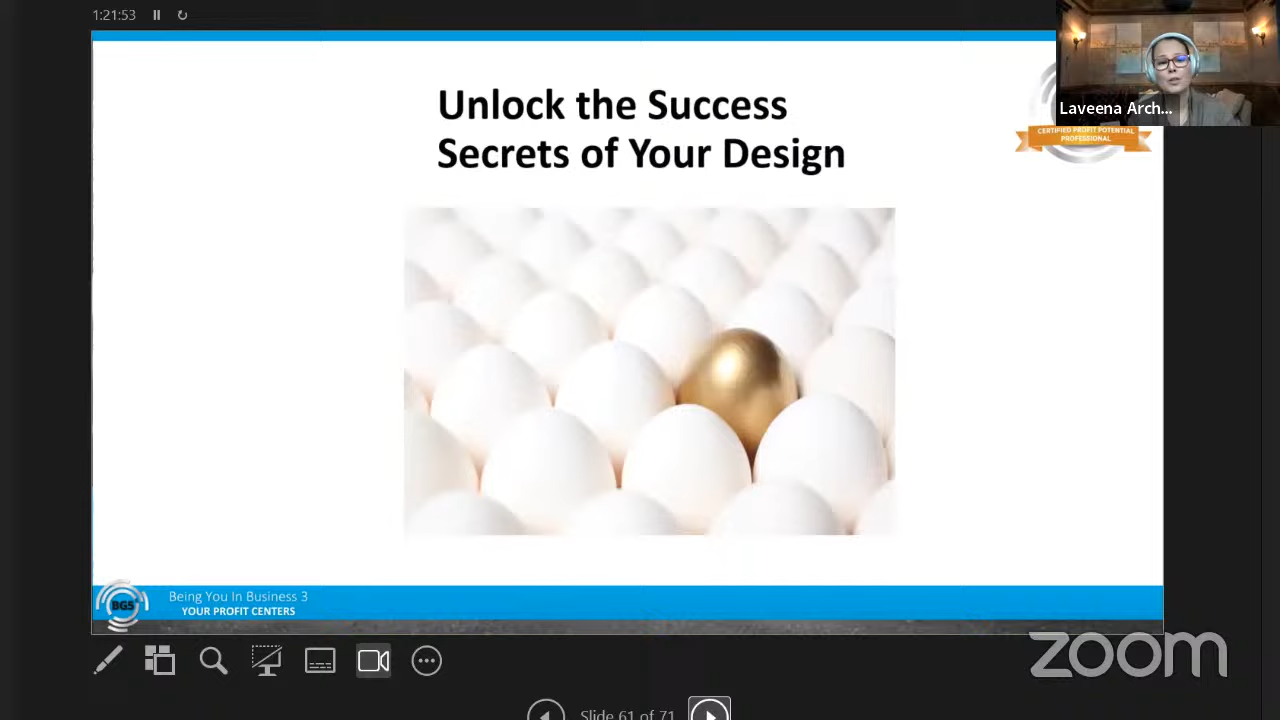 1:21:53
Laveena Arch...
Unlock the Success
Secrets of Your Design
CERTIFIED PROFIT POTENTIAL
PROFESSIONAL
BG5
Being You In Business 3
YOUR PROFIT CENTERS
zoom
Slide 61 of 71